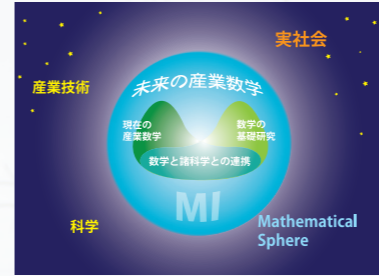 実社会
産業技術
未来の産業数学
現在の
産業数学
数学の
基礎研究
数学と諸科学との連携
MI
科学
Mathematical
Sphere